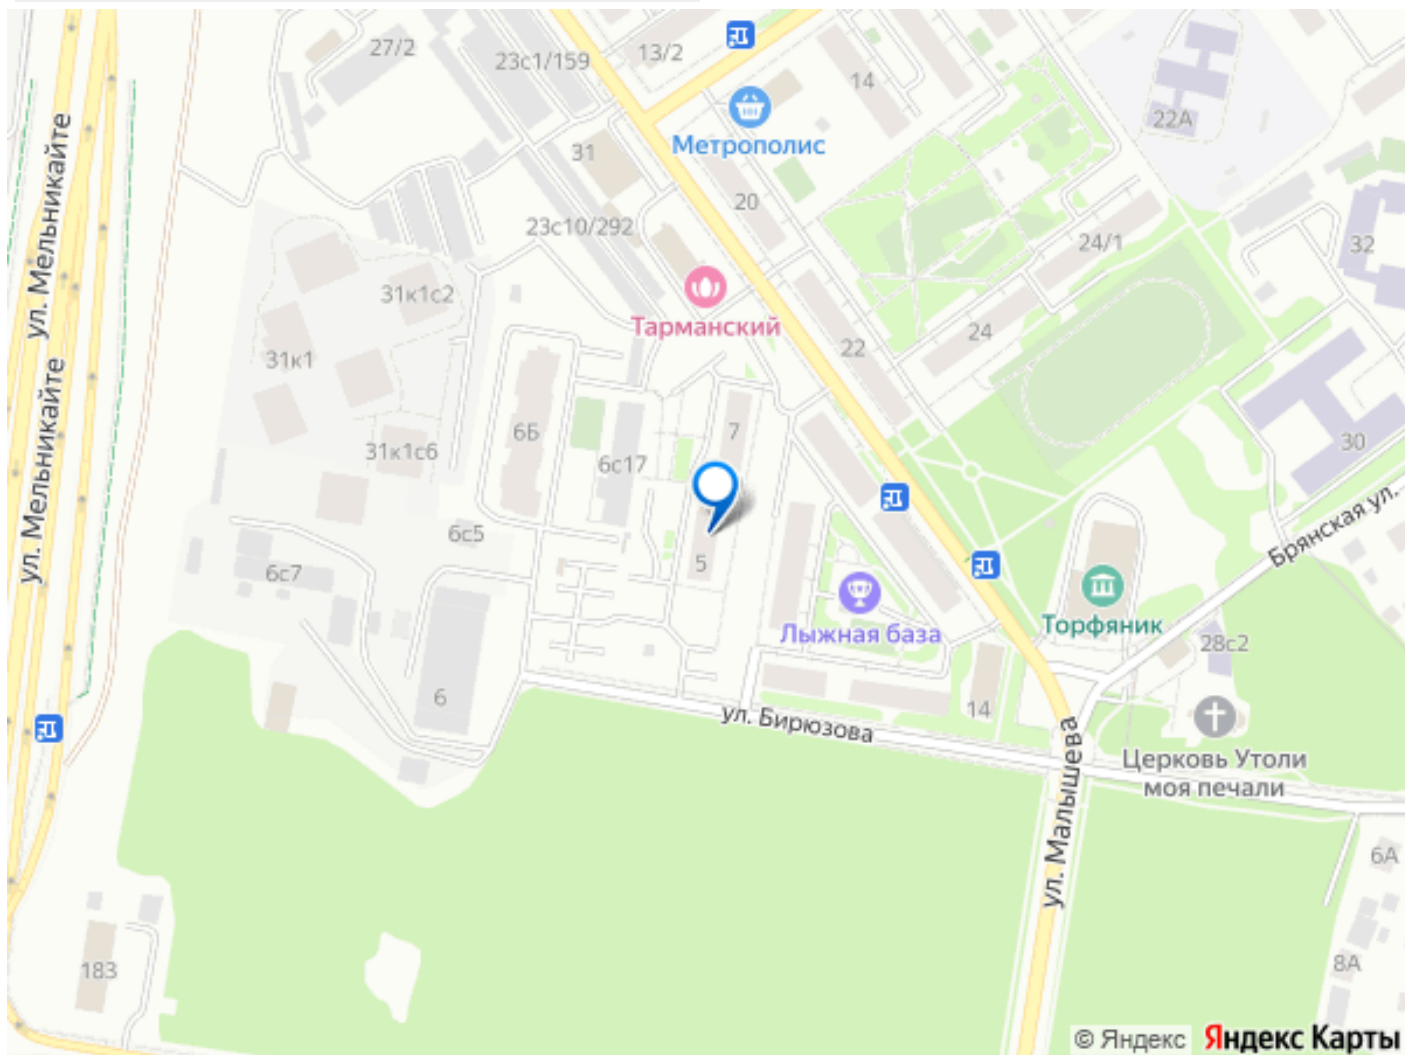 27/2
23с1/159
13/2
14
22А
Метрополис
31
20
23с10/292
24/1
32
ул. Мельникайте
31к1с2
Тарманский
24
22
31к1
6Б
7
31к1с6
6с17
30
ул. Мельникайте
Брянская ул.
6с5
5
6с7
Торфяник
Лыжная база
28с2
6
14
ул. Бирюзова
Церковь Утоли
моя печали
ул. Малышева
6А
8А
183
© Яндекс Яндекс Карты